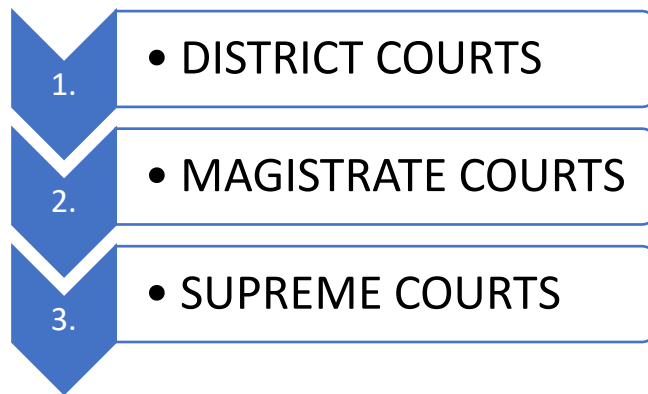 1.
• DISTRICT COURTS
2.
• MAGISTRATE COURTS
3.
• SUPREME COURTS